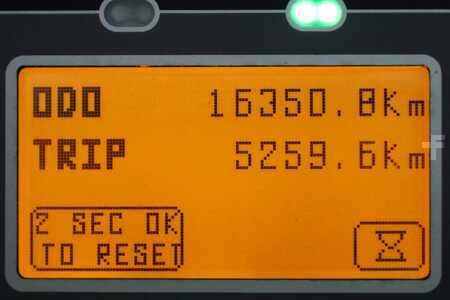 ODO 16350.8Km
TRIP 5259.6Km
2 SEC OK
TO RESET